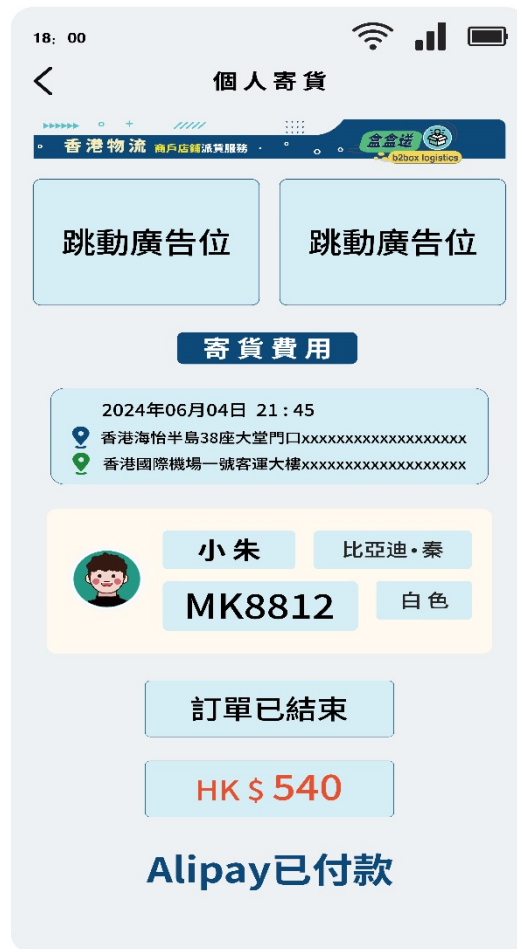 18: 00
個人寄貨
香港物流 商戶店鋪派貨服務
盒盒送
b2box logistics
跳動廣告位 跳動廣告位
寄貨費用
2024年06月04日 21:45
香港海怡半島38座大堂門口xxxxxxxxxxxxxxxxxxx
香港國際機場一號客運大樓xxxxxxxxxxxxxxxxxxx
小朱 比亞迪·秦
MK8812 白色
訂單已結束
HK $ 540
Alipay已付款